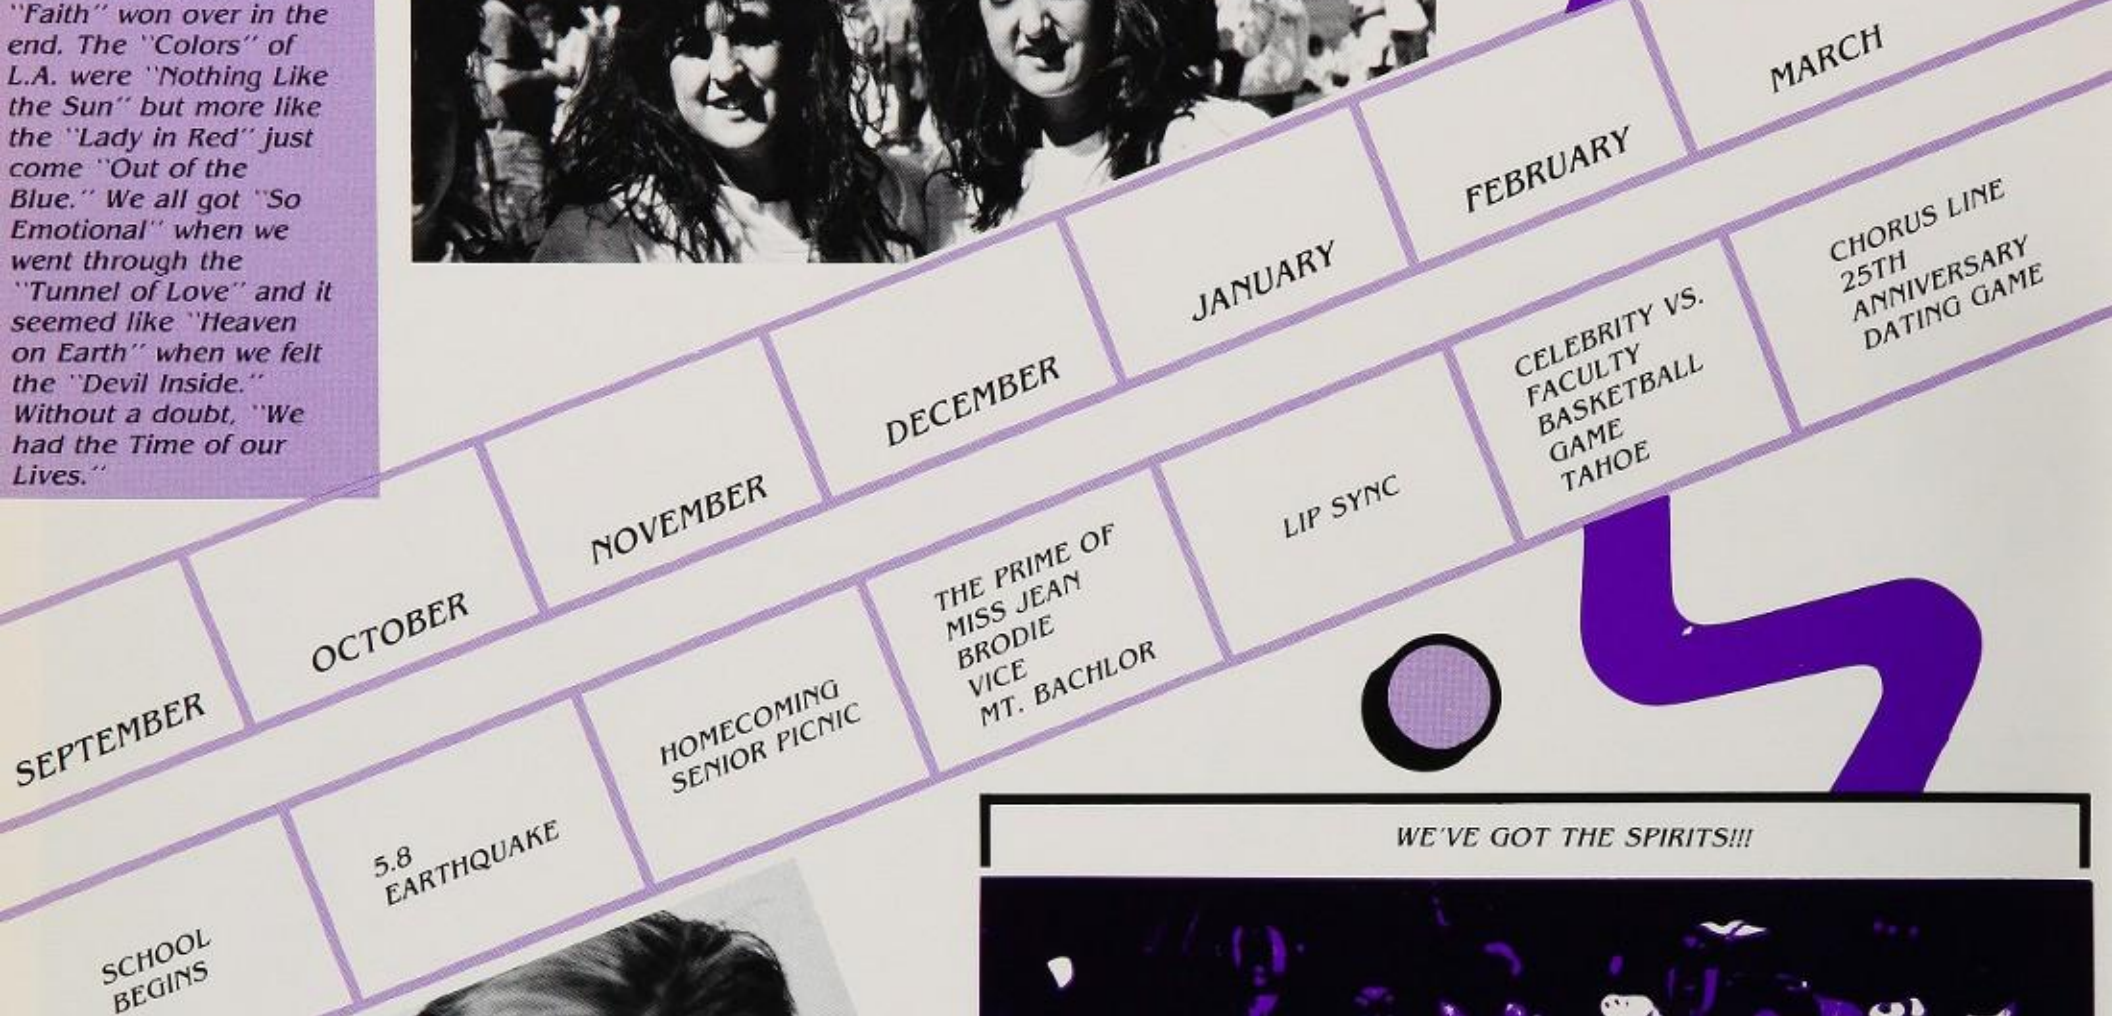 "Faith" won over in the
end. The "Colors" of
L.A. were "Nothing Like
the Sun" but more like
the "Lady in Red" just
come "Out of the
Blue." We all got "So
Emotional" when we
went through the
"Tunnel of Love" and it
seemed like "Heaven
on Earth" when we felt
the "Devil Inside."
Without a doubt, "We
had the Time of our
Lives."
SEPTEMBER
OCTOBER
NOVEMBER
DECEMBER
JANUARY
FEBRUARY
MARCH
SCHOOL
BEGINS
5.8
EARTHQUAKE
HOMECOMING
SENIOR PICNIC
THE PRIME OF
MISS JEAN
BRODIE
VICE
MT. BACHLOR
LIP SYNC
CELEBRITY VS.
FACULTY
BASKETBALL
GAME
TAHOE
CHORUS LINE
25TH
ANNIVERSARY
DATING GAME
WE'VE GOT THE SPIRITS!!!